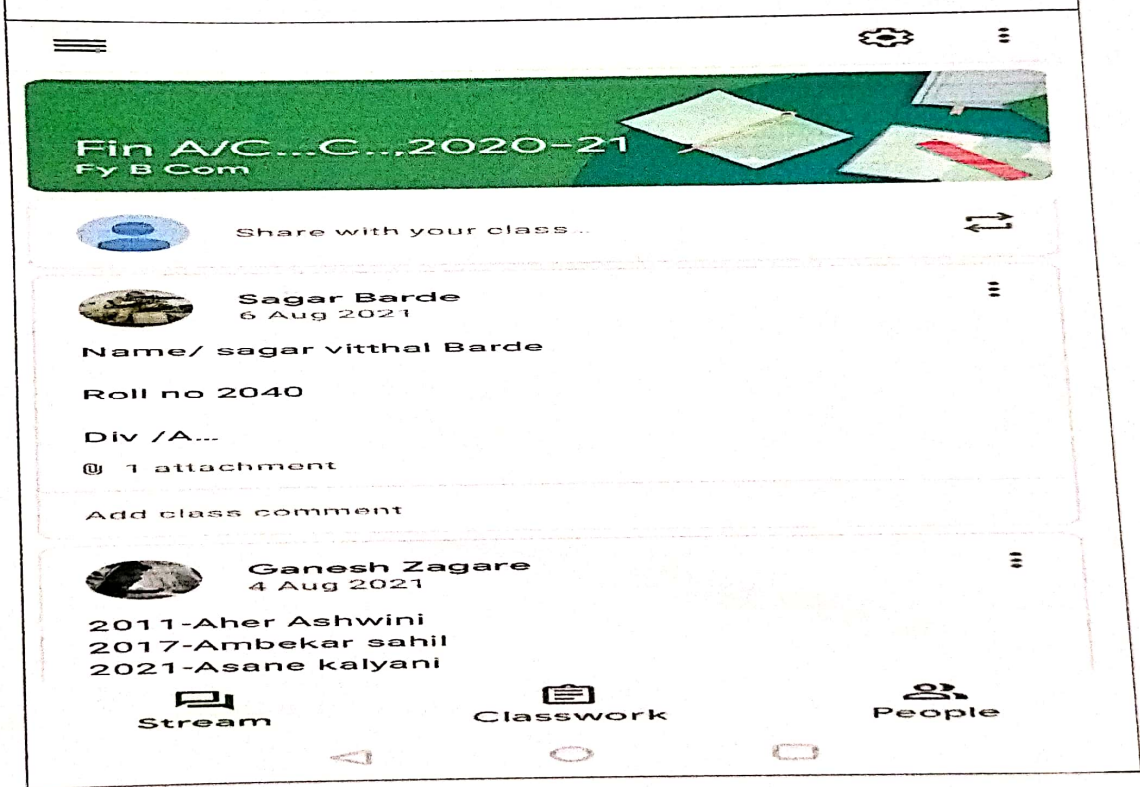 Fin A/C...C..,2020-21
Fy B Com
Share with your class...
Sagar Barde
6 Aug 2021
Name/ sagar vitthal Barde
Roll no 2040
Div /A...
1 attachment
Add class comment
Ganesh Zagare
4 Aug 2021
2011-Aher Ashwini
2017-Ambekar sahil
2021-Asane kalyani
Stream
Classwork
People